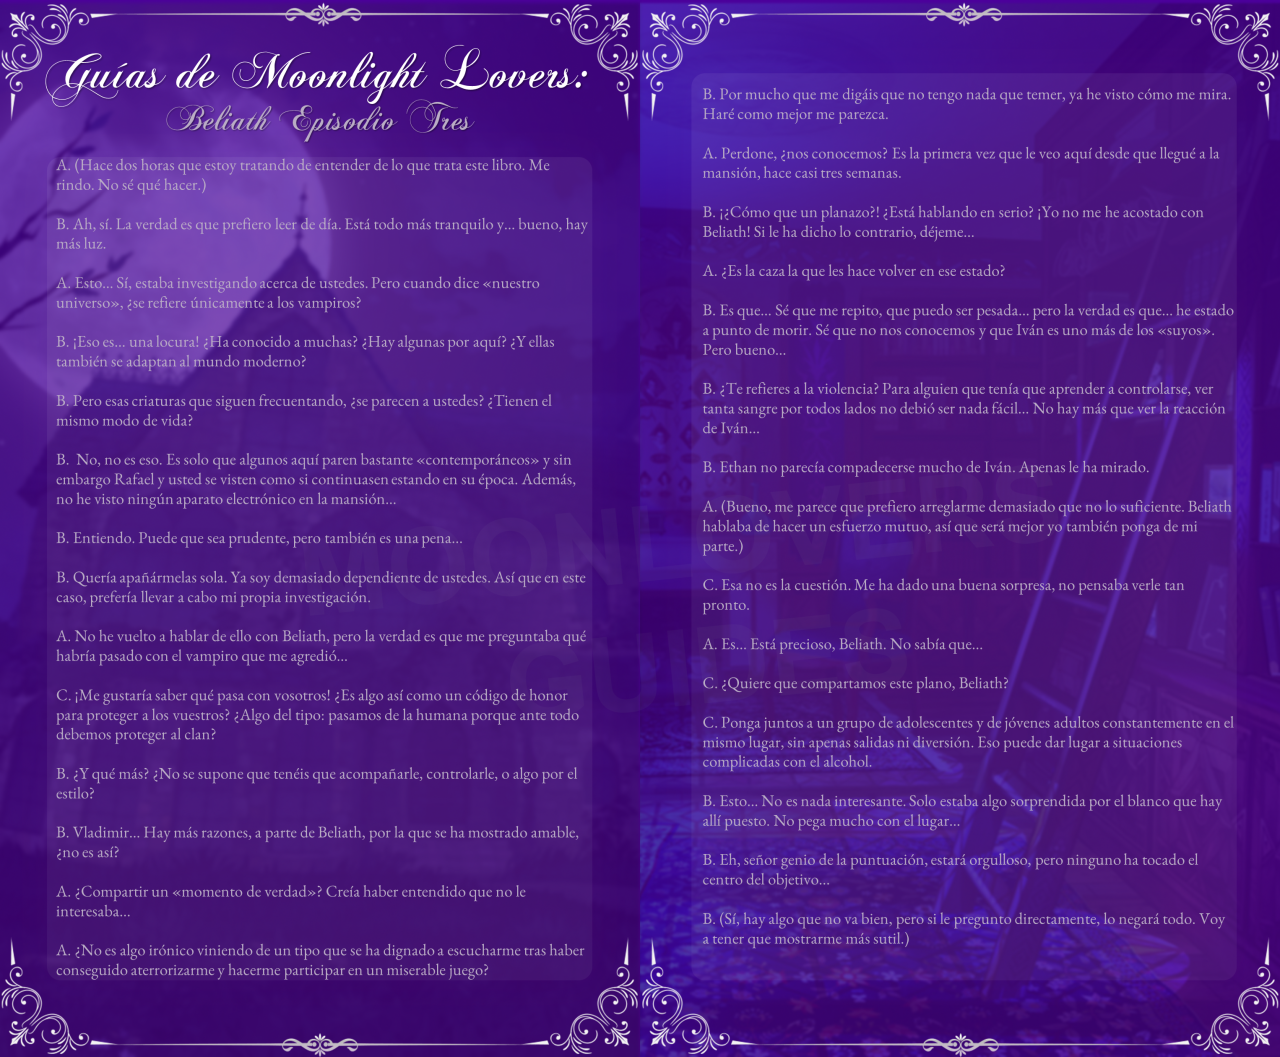 Guías de Moonlight Lovers:
Beliath Episodio Tres
A. (Hace dos horas que estoy tratando de entender de lo que trata este libro. Me
rindo. No sé qué hacer.)
B. Ah, sí. La verdad es que prefiero leer de día. Está todo más tranquilo y... bueno, hay
más luz.
A. Esto... Sí, estaba investigando acerca de ustedes. Pero cuando dice «nuestro
universo», ¿se refiere únicamente a los vampiros?
B. ¡Eso es... una locura! ¿Ha conocido a muchas? ¿Hay algunas por aquí? ¿Y ellas
también se adaptan al mundo moderno?
B. Pero esas criaturas que siguen frecuentando, ¿se parecen a ustedes? ¿Tienen el
mismo modo de vida?
B. No, no es eso. Es solo que algunos aquí paren bastante «contemporáneos» y sin
embargo Rafael y usted se visten como si continuasen estando en su época. Además,
no he visto ningún aparato electrónico en la mansión...
B. Entiendo. Puede que sea prudente, pero también es una pena...
B. Quería apañármelas sola. Ya soy demasiado dependiente de ustedes. Así que en este
caso, prefería llevar a cabo mi propia investigación.
A. No he vuelto a hablar de ello con Beliath, pero la verdad es que me preguntaba qué
habría pasado con el vampiro que me agredió...
C. ¡Me gustaría saber qué pasa con vosotros! ¿Es algo así como un código de honor
para proteger a los vuestros? ¿Algo del tipo: pasamos de la humana porque ante todo
debemos proteger al clan?
B. ¿Y qué más? ¿No se supone que tenéis que acompañarle, controlarle, o algo por el
estilo?
B. Vladimir... Hay más razones, a parte de Beliath, por la que se ha mostrado amable,
¿no es así?
A. ¿Compartir un «momento de verdad»? Creía haber entendido que no le
interesaba...
A. ¿No es algo irónico viniendo de un tipo que se ha dignado a escucharme tras haber
conseguido aterrorizarme y hacerme participar en un miserable juego?
B. Por mucho que me digáis que no tengo nada que temer, ya he visto cómo me mira.
Haré como mejor me parezca.
A. Perdone, ¿nos conocemos? Es la primera vez que le veo aquí desde que llegué a la
mansión, hace casi tres semanas.
B. ¡¿Cómo que un planazo?! ¿Está hablando en serio? ¡Yo no me he acostado con
Beliath! Si le ha dicho lo contrario, déjeme...
A. ¿Es la caza la que les hace volver en ese estado?
B. Es que... Sé que me repito, que puedo ser pesada... pero la verdad es que... he estado
a punto de morir. Sé que no nos conocemos y que Iván es uno más de los «suyos».
Pero bueno...
B. ¿Te refieres a la violencia? Para alguien que tenía que aprender a controlarse, ver
tanta sangre por todos lados no debió ser nada fácil... No hay más que ver la reacción
de Iván...
B. Ethan no parecía compadecerse mucho de Iván. Apenas le ha mirado.
A. (Bueno, me parece que prefiero arreglarme demasiado que no lo suficiente. Beliath
hablaba de hacer un esfuerzo mutuo, así que será mejor yo también ponga de mi
parte.)
C. Esa no es la cuestión. Me ha dado una buena sorpresa, no pensaba verle tan
pronto.
A. Es... Está precioso, Beliath. No sabía que...
C. ¿Quiere que compartamos este plano, Beliath?
C. Ponga juntos a un grupo de adolescentes y de jóvenes adultos constantemente en el
mismo lugar, sin apenas salidas ni diversión. Eso puede dar lugar a situaciones
complicadas con el alcohol.
B. Esto... No es nada interesante. Solo estaba algo sorprendida por el blanco que hay
allí puesto. No pega mucho con el lugar...
B. Eh, señor genio de la puntuación, estará orgulloso, pero ninguno ha tocado el
centro del objetivo...
B. (Sí, hay algo que no va bien, pero si le pregunto directamente, lo negará todo. Voy
a tener que mostrarme más sutil.)
MOONLOVERS
GUIDES